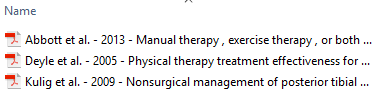 Name
Abbott et al. - 2013 - Manual therapy , exercise therapy , or both ...
Deyle et al. - 2005 - Physical therapy treatment effectiveness for ...
Kulig et al. - 2009 - Nonsurgical management of posterior tibial ...